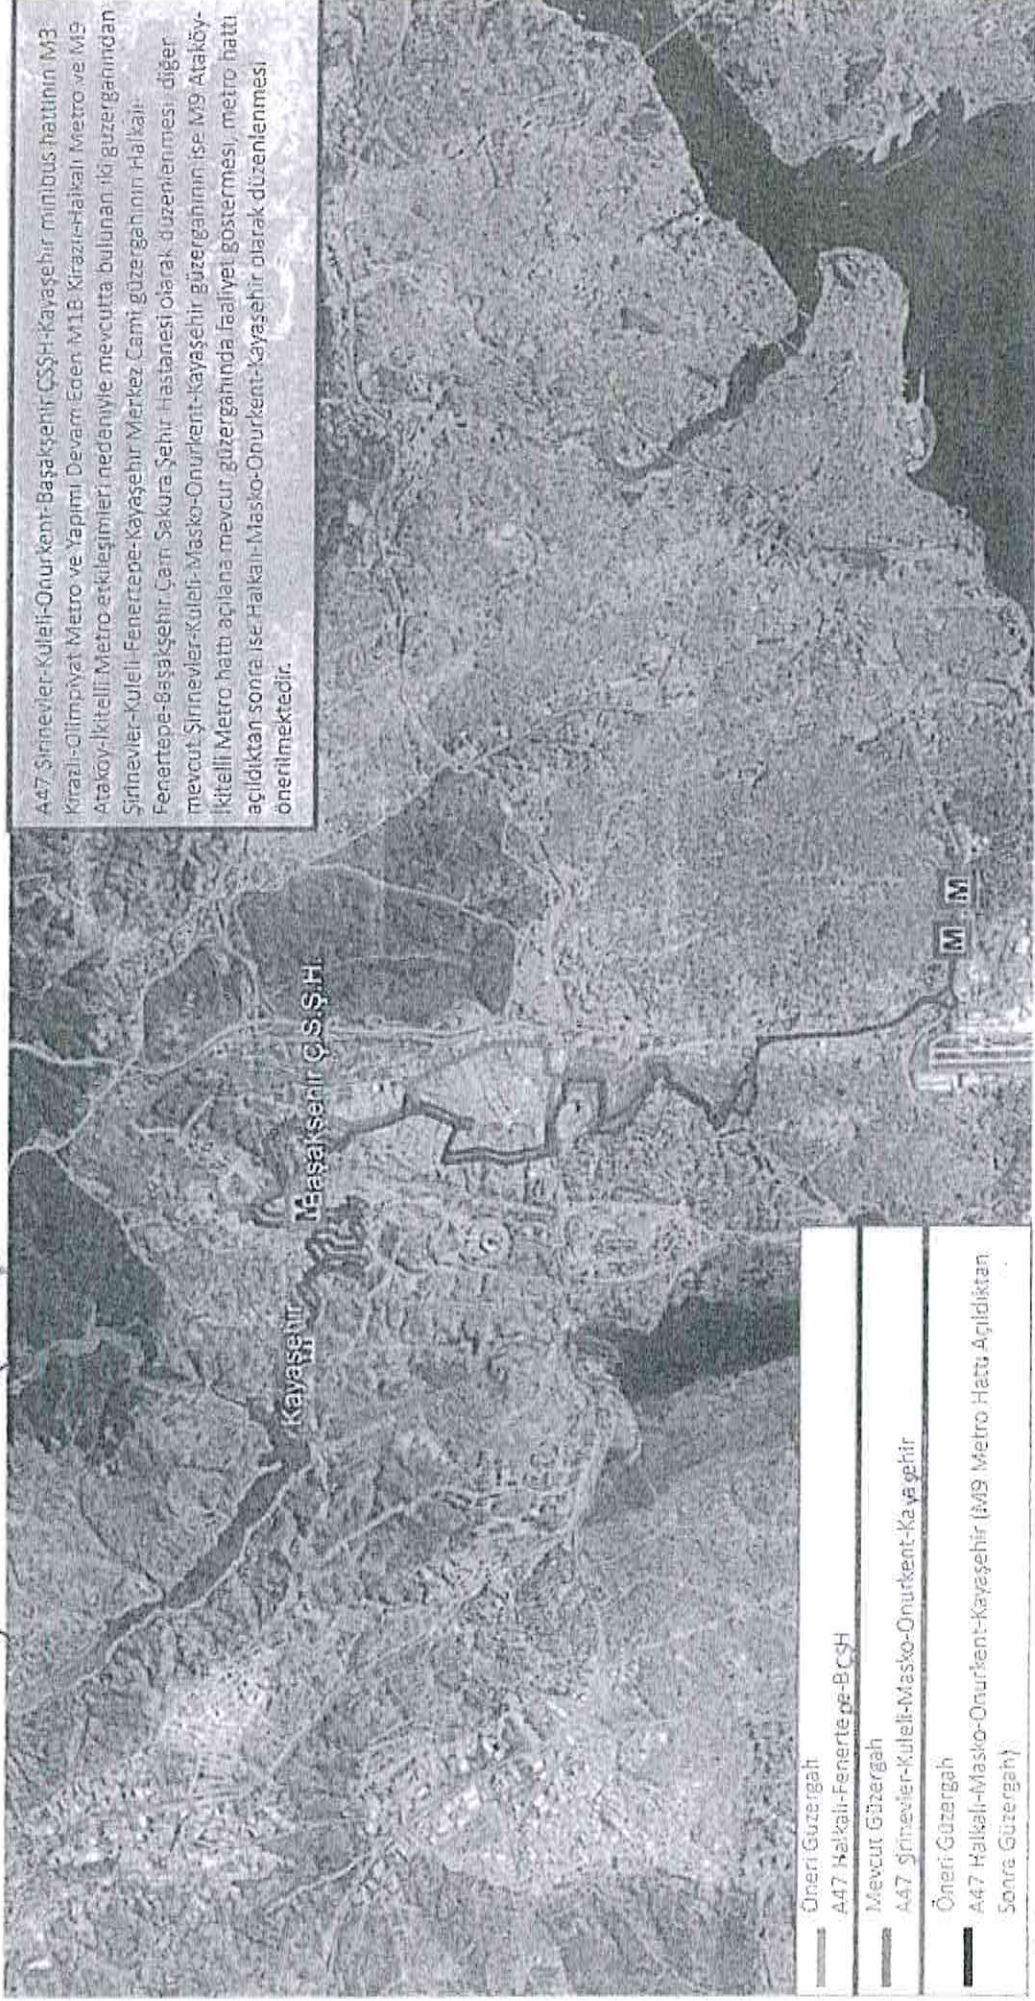 A47 Şirinevler-Kuleli-Onurkent-Başakşehir ÇSŞH-Kayaşehir minibüs hattının M3
Kirazlı-Olimpiyat Metro ve Yapımı Devam Eden M1B Kirazlı-Halkalı Metro ve M9
Ataköy-İkitelli Metro etkileşimleri nedeniyle mevcutta bulunan iki güzergahından
Şirinevler-Kuleli-Fenertepe-Kayaşehir Merkez Cami güzergahının Halkalı-
Fenertepe-Başakşehir Çam Sakura Şehir Hastanesi olarak düzenlenmesi, diğer
mevcut Şirinevler-Kuleli-Masko-Onurkent-Kayaşehir güzergahının ise M9 Ataköy-
İkitelli Metro hattı açılana mevcut güzergahında faaliyet göstermesi, metro hattı
açıldıktan sonra ise Halkalı-Masko-Onurkent-Kayaşehir olarak düzenlenmesi
önerilmektedir.
Başakşehir Ç.S.Ş.H.
Kayaşehir
M M
Öneri Güzergah
A47 Halkalı-Fenertepe-BÇSH
Mevcut Güzergah
A47 Şirinevler-Kuleli-Masko-Onurkent-Kayaşehir
Öneri Güzergah
A47 Halkalı-Masko-Onurkent-Kayaşehir (M9 Metro Hattı Açıldıktan
Sonra Güzergah)